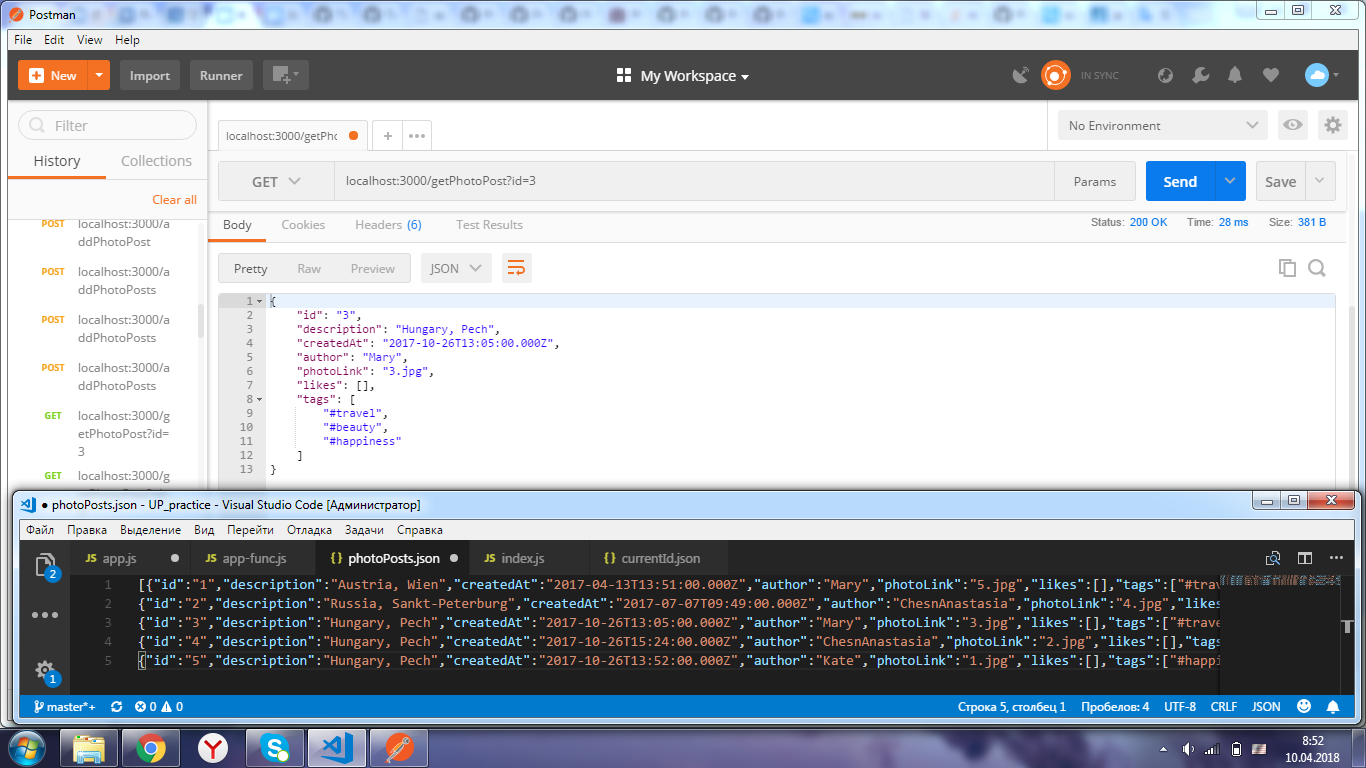 Postman
File Edit View Help
New Import Runner My Workspace IN SYNC
Filter
History Collections
Clear all
POST localhost:3000/a
ddPhotoPost
POST localhost:3000/a
ddPhotoPosts
POST localhost:3000/a
ddPhotoPosts
POST localhost:3000/a
ddPhotoPosts
GET localhost:3000/g
etPhotoPost?id=
3
GET localhost:3000/g
localhost:3000/getPho + •••
No Environment
GET localhost:3000/getPhotoPost?id=3 Params Send Save
Body Cookies Headers (6) Test Results Status: 200 OK Time: 28 ms Size: 381 B
Pretty Raw Preview JSON
1 {
2 "id": "3",
3 "description": "Hungary, Pech",
4 "createdAt": "2017-10-26T13:05:00.000Z",
5 "author": "Mary",
6 "photoLink": "3.jpg",
7 "likes": [],
8 "tags": [
9 "#travel",
10 "#beauty",
11 "#happiness"
12 ]
13 }
● photoPosts.json - UP_practice - Visual Studio Code [Администратор]
Файл Правка Выделение Вид Перейти Отладка Задачи Справка
JS app.js JS app-func.js {} photoPosts.json JS index.js {} currentId.json
2
1
1 [{"id":"1","description":"Austria, Wien","createdAt":"2017-04-13T13:51:00.000Z","author":"Mary","photoLink":"5.jpg","likes":[],"tags":["#trav
2 {"id":"2","description":"Russia, Sankt-Peterburg","createdAt":"2017-07-07T09:49:00.000Z","author":"ChesnAnastasia","photoLink":"4.jpg","likes
3 {"id":"3","description":"Hungary, Pech","createdAt":"2017-10-26T13:05:00.000Z","author":"Mary","photoLink":"3.jpg","likes":[],"tags":["#trave
4 {"id":"4","description":"Hungary, Pech","createdAt":"2017-10-26T15:24:00.000Z","author":"ChesnAnastasia","photoLink":"2.jpg","likes":[],"tags
5 {"id":"5","description":"Hungary, Pech","createdAt":"2017-10-26T13:52:00.000Z","author":"Kate","photoLink":"1.jpg","likes":[],"tags":["#happi
master*+ 0 0 Строка 5, столбец 1 Пробелов: 4 UTF-8 CRLF JSON
8:52
10.04.2018